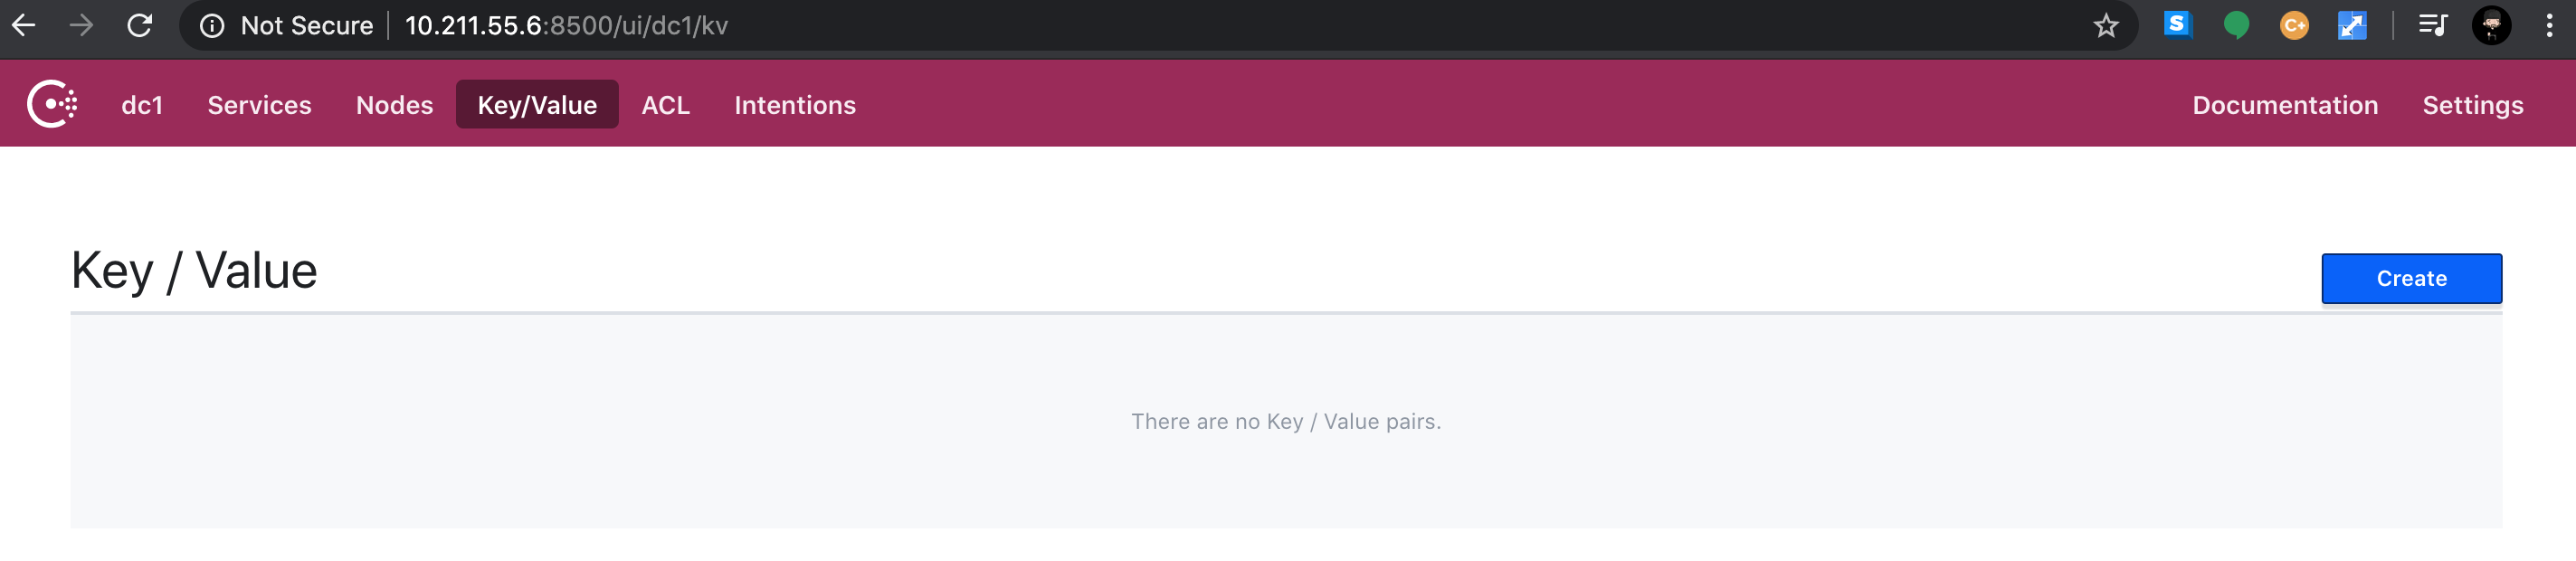 Not Secure 10.211.55.6:8500/ui/dc1/kv S C+
dc1 Services Nodes Key/Value ACL Intentions Documentation Settings
Key / Value Create
There are no Key / Value pairs.